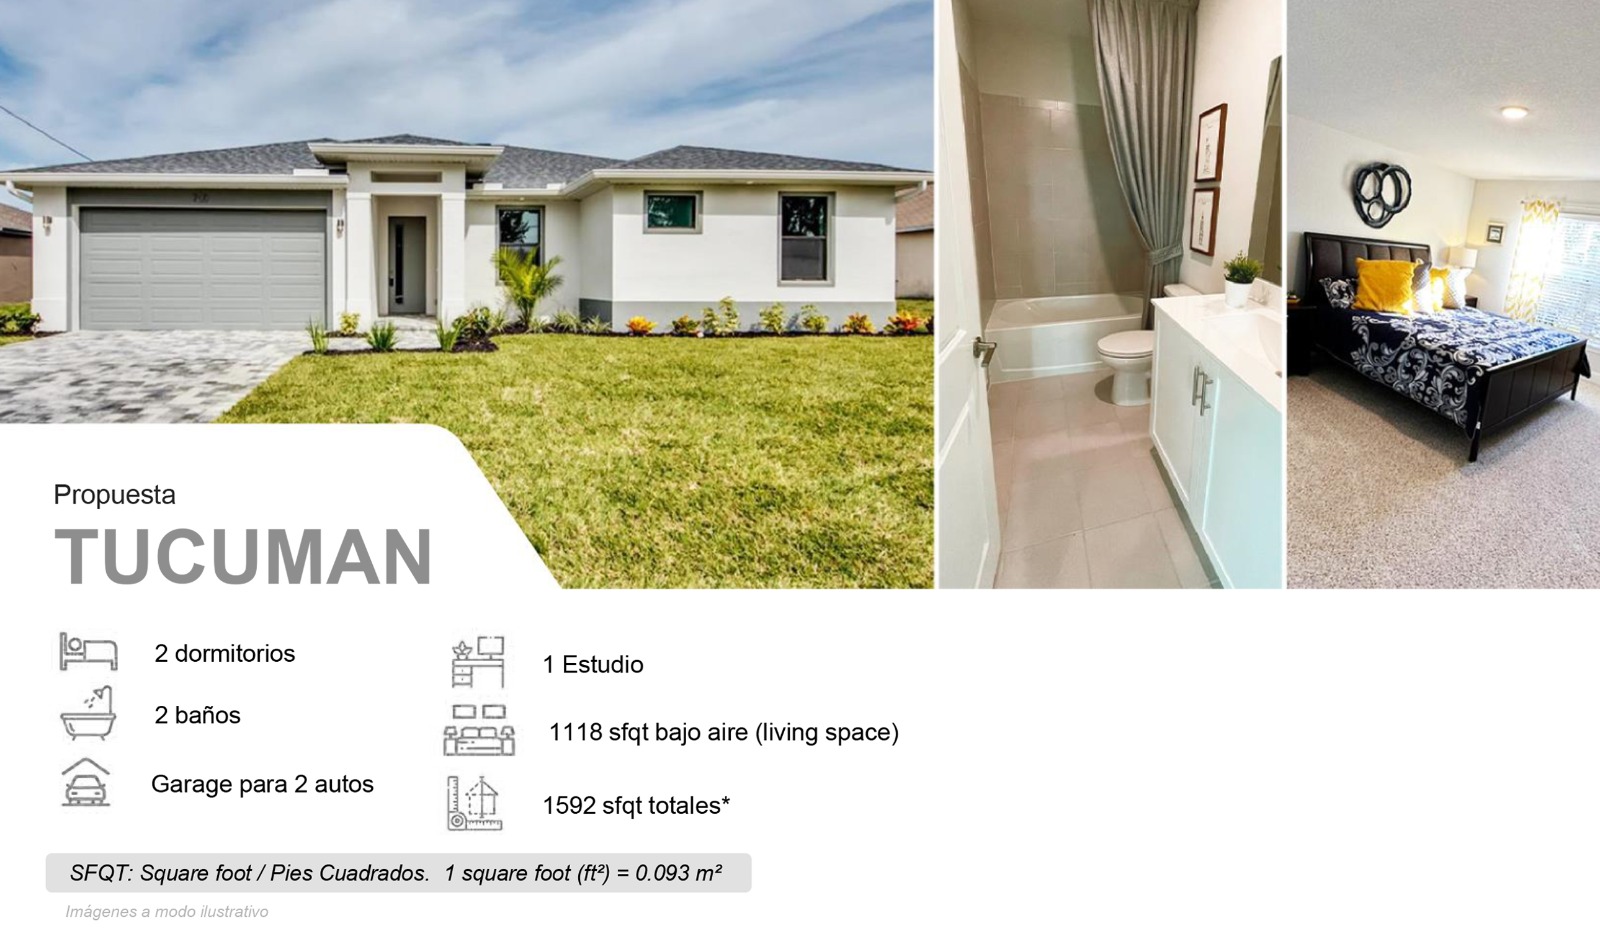 Propuesta
TUCUMAN
2 dormitorios
2 baños
Garage para 2 autos
1 Estudio
1118 sfqt bajo aire (living space)
1592 sfqt totales*
SFQT: Square foot / Pies Cuadrados. 1 square foot (ft²) = 0.093 m²
Imágenes a modo ilustrativo